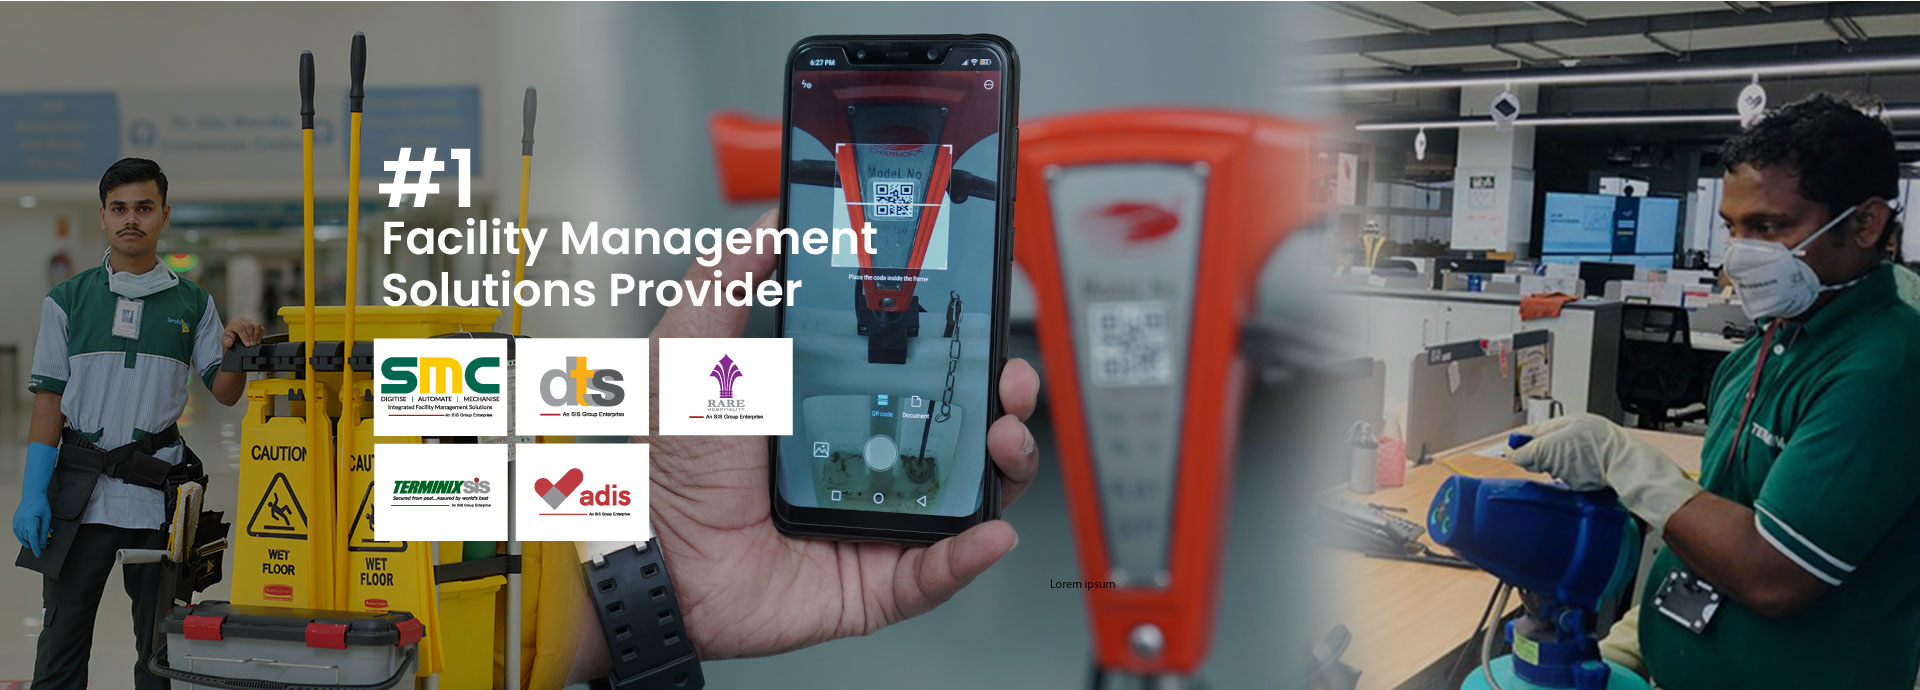 #1
Facility Management
Solutions Provider
SMC
DIGITISE | AUTOMATE | MECHANISE
Integrated Facility Management Solutions
An SIS Group Enterprise
dts
An SIS Group Enterprise
RARE
HOSPITALITY
An SIS Group Enterprise
TERMINIX SIS
Secured from pest...Assured by world's best
An SIS Group Enterprise
adis
An SIS Group Enterprise
6:27 PM
Model No
Place the code inside the frame
QR code
Document
CAUTION
WET
FLOOR
CAU
WET
FLOOR
Lorem ipsum